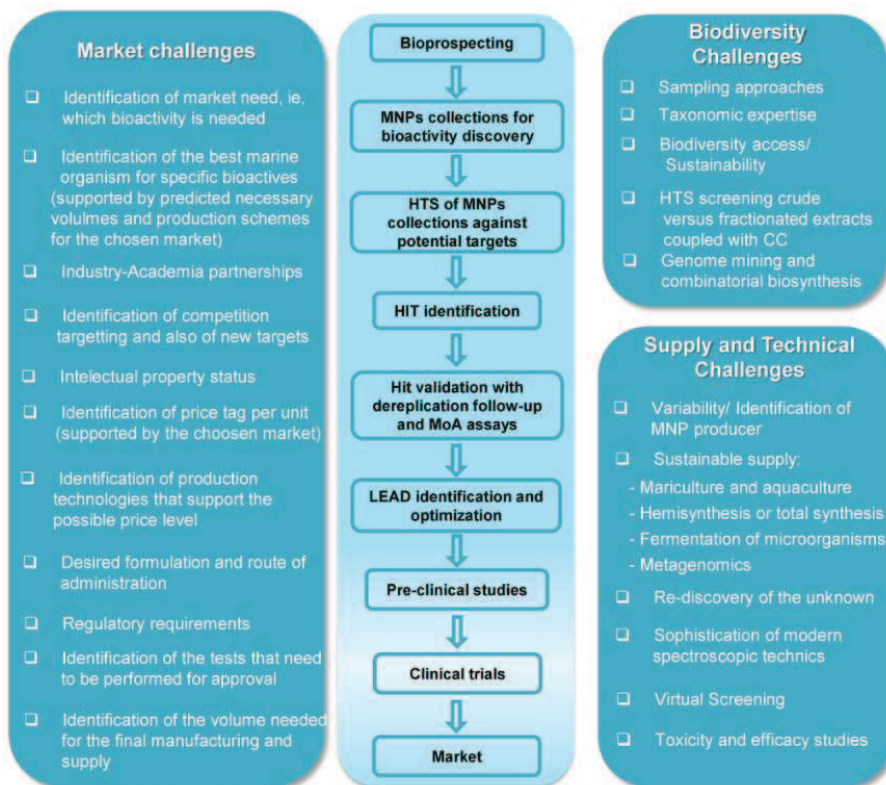 Market challenges
❑ Identification of market need, ie,
which bioactivity is needed
❑ Identification of the best marine
organism for specific bioactives
(supported by predicted necessary
volulmes and production schemes
for the chosen market)
❑ Industry-Academia partnerships
❑ Identification of competition
targetting and also of new targets
❑ Intelectual property status
❑ Identification of price tag per unit
(supported by the choosen market)
❑ Identification of production
technologies that support the
possible price level
❑ Desired formulation and route of
administration
❑ Regulatory requirements
❑ Identification of the tests that need
to be performed for approval
❑ Identification of the volume needed
for the final manufacturing and
supply
Bioprospecting
MNPs collections for
bioactivity discovery
HTS of MNPs
collections against
potential targets
HIT identification
Hit validation with
dereplication follow-up
and MoA assays
LEAD identification and
optimization
Pre-clinical studies
Clinical trials
Market
Biodiversity
Challenges
❑ Sampling approaches
❑ Taxonomic expertise
❑ Biodiversity access/
Sustainability
❑ HTS screening crude
versus fractionated extracts
coupled with CC
❑ Genome mining and
combinatorial biosynthesis
Supply and Technical
Challenges
❑ Variability/ Identification of
MNP producer
❑ Sustainable supply:
- Mariculture and aquaculture
- Hemisynthesis or total synthesis
- Fermentation of microorganisms
- Metagenomics
❑ Re-discovery of the unknown
❑ Sophistication of modern
spectroscopic technics
❑ Virtual Screening
❑ Toxicity and efficacy studies